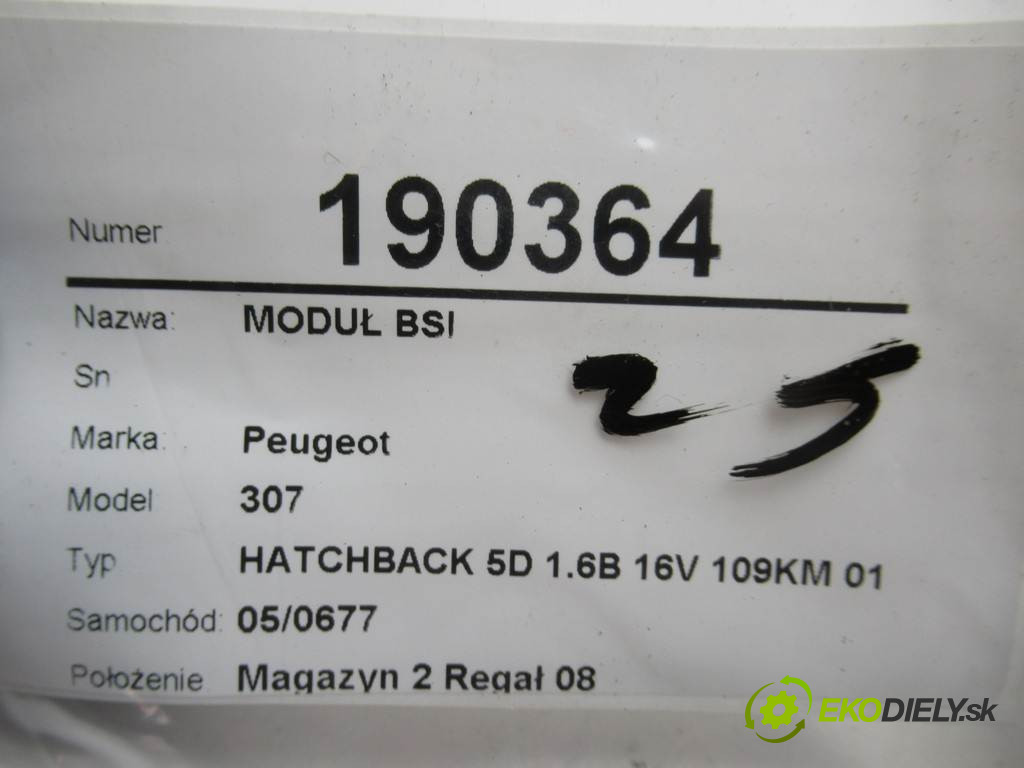 Numer 190364
Nazwa: MODUŁ BSI
Sn
25
Marka: Peugeot
Model 307
Typ HATCHBACK 5D 1.6B 16V 109KM 01
Samochód: 05/0677
Położenie Magazyn 2 Regał 08
EKODIELY.sk